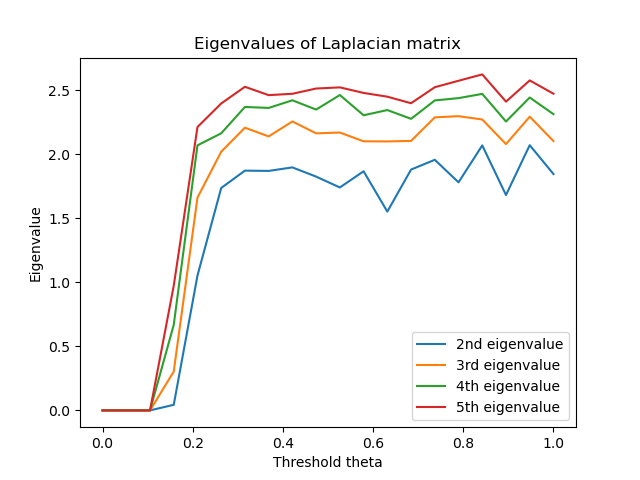 Eigenvalues of Laplacian matrix
2.5
2.0
1.5
1.0
0.5
0.0
Eigenvalue
0.0 0.2 0.4 0.6 0.8 1.0
Threshold theta
2nd eigenvalue
3rd eigenvalue
4th eigenvalue
5th eigenvalue